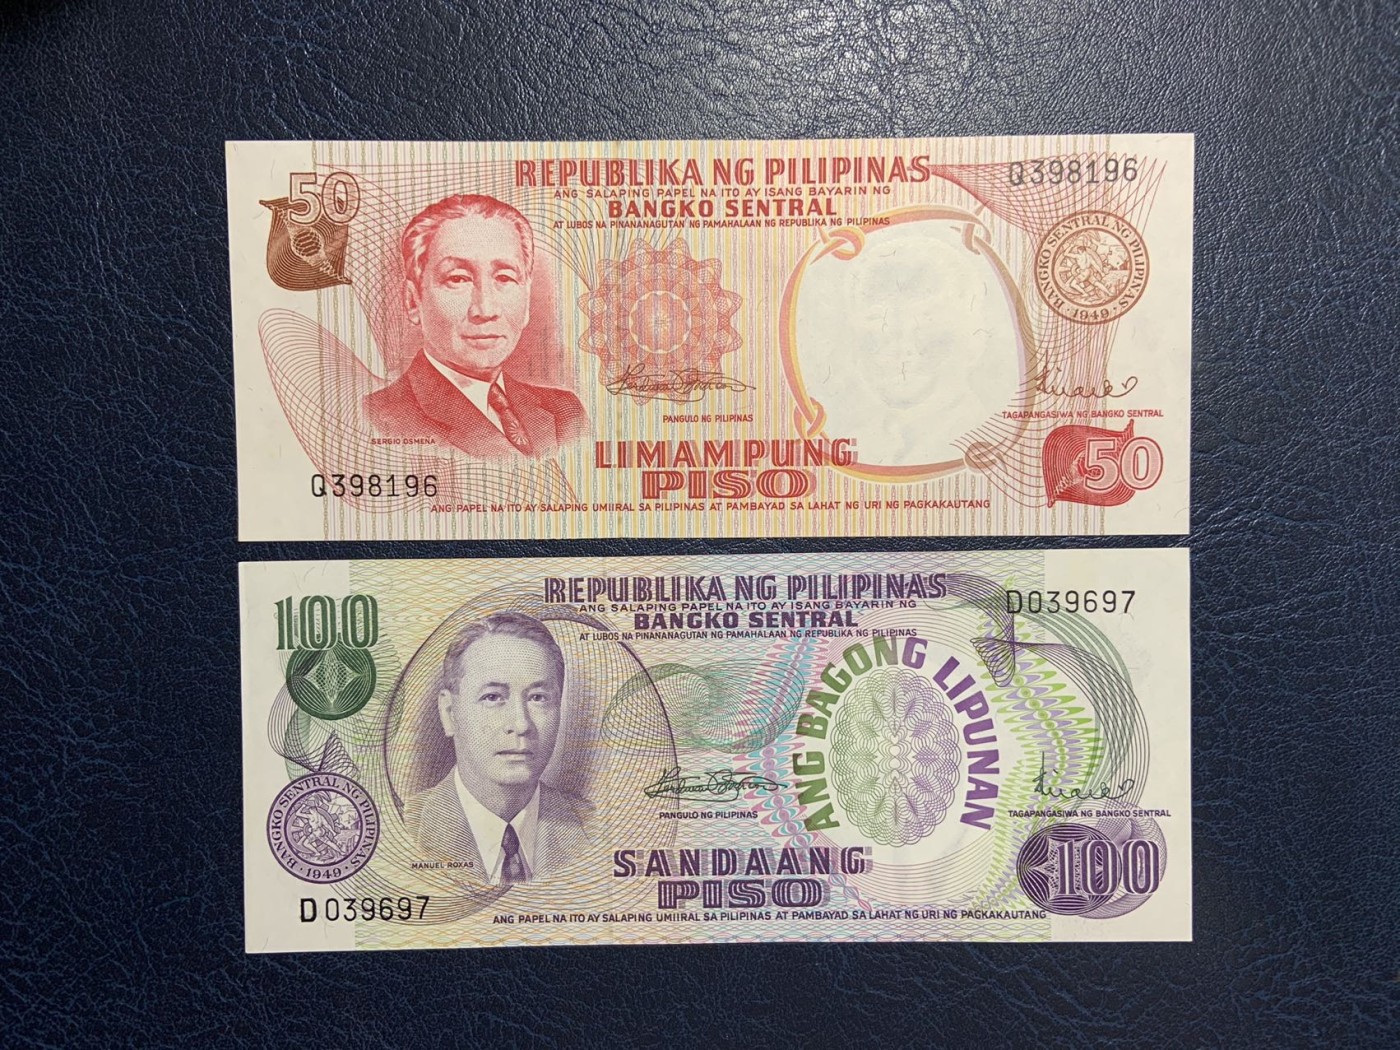 50
REPUBLIKA NG PILIPINAS
Q398196
ANG SALAPING PAPEL NA ITO AY ISANG BAYARIN NG
BANGKO SENTRAL
AT LUBOS NA PINANANAGUTAN NG PAMAHALAAN NG REPUBLIKA NG PILIPINAS
BANGKO SENTRAL NG PILIPINAS
· 1949 ·
PANGULO NG PILIPINAS
TAGAPANGASIWA NG BANGKO SENTRAL
SERGIO OSMEÑA
LIMAMPUNG
PISO
50
Q398196
ANG PAPEL NA ITO AY SALAPING UMIIRAL SA PILIPINAS AT PAMBAYAD SA LAHAT NG URI NG PAGKAKAUTANG
100
REPUBLIKA NG PILIPINAS
D039697
ANG SALAPING PAPEL NA ITO AY ISANG BAYARIN NG
BANGKO SENTRAL
AT LUBOS NA PINANANAGUTAN NG PAMAHALAAN NG REPUBLIKA NG PILIPINAS
ANG BAGONG LIPUNAN
BANGKO SENTRAL NG PILIPINAS
· 1949 ·
PANGULO NG PILIPINAS
TAGAPANGASIWA NG BANGKO SENTRAL
MANUEL ROXAS
SANDAANG
PISO
100
D039697
ANG PAPEL NA ITO AY SALAPING UMIIRAL SA PILIPINAS AT PAMBAYAD SA LAHAT NG URI NG PAGKAKAUTANG